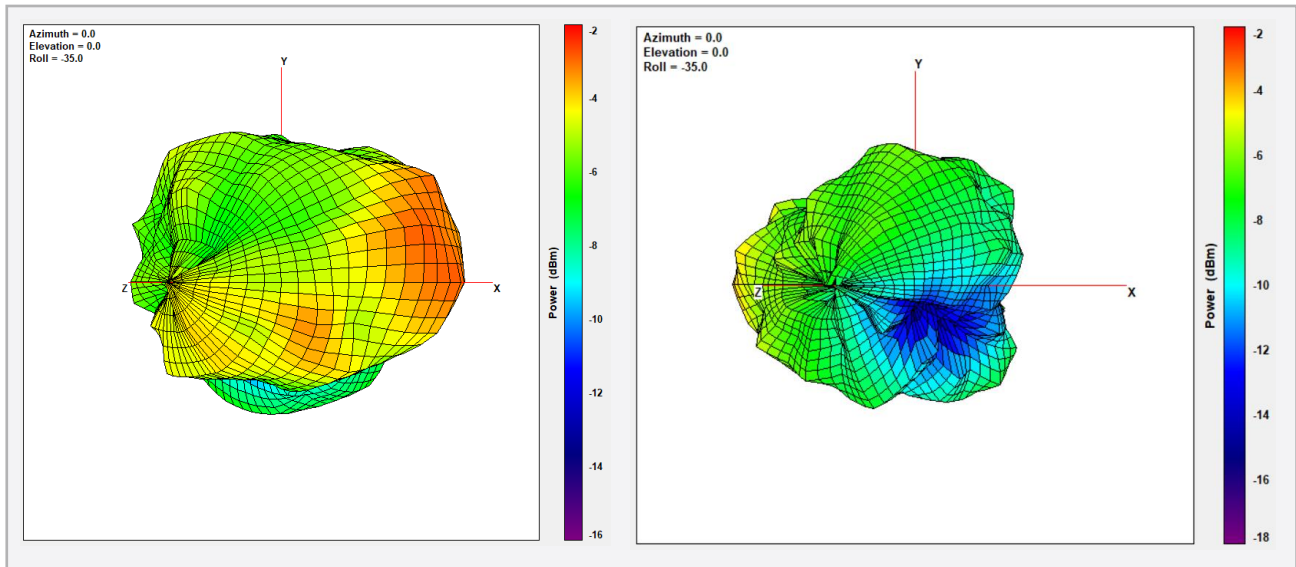 Azimuth = 0.0
Elevation = 0.0
Roll = -35.0
Y
Z
X
-2
-4
-6
-8
-10
-12
-14
-16
Power (dBm)
Azimuth = 0.0
Elevation = 0.0
Roll = -35.0
Y
Z
X
-2
-4
-6
-8
-10
-12
-14
-16
-18
Power (dBm)